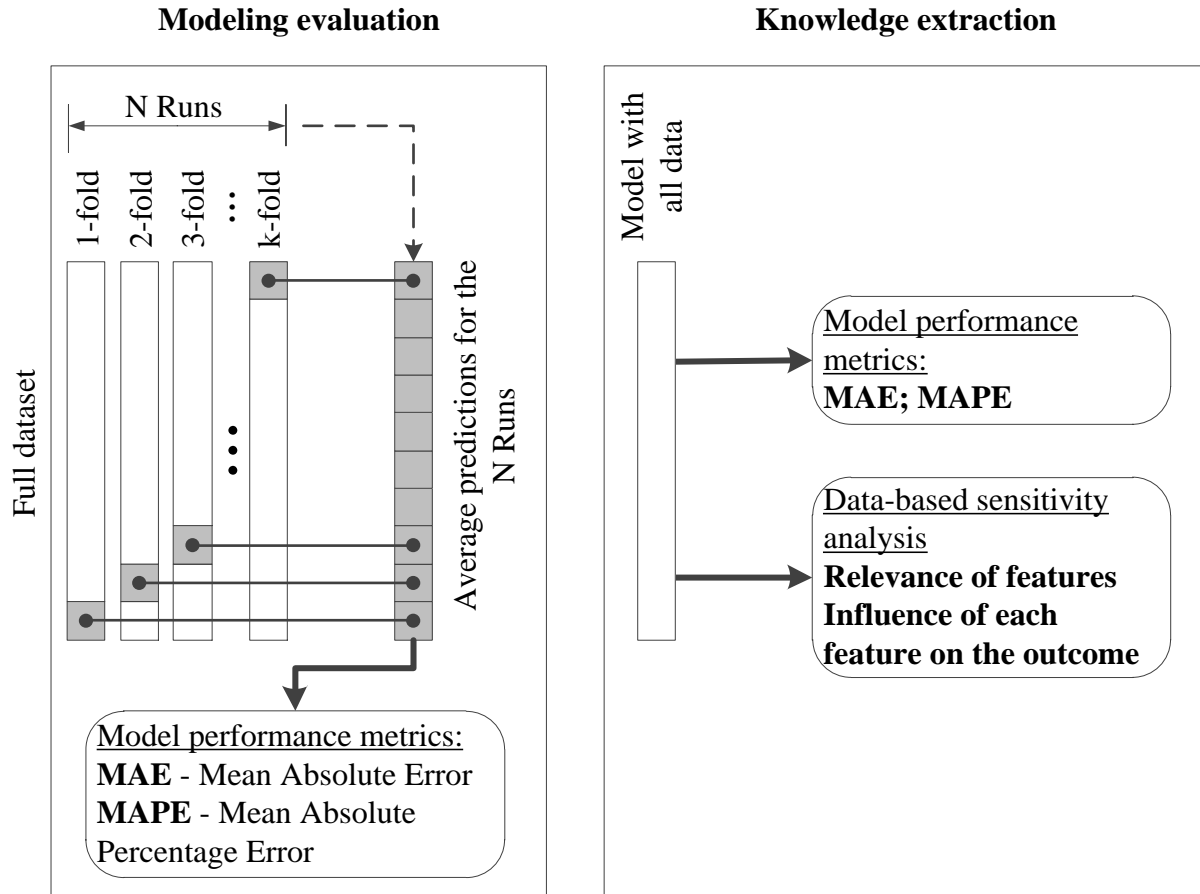 Modeling evaluation
N Runs
1-fold
2-fold
3-fold
...
k-fold
Full dataset
Average predictions for the
N Runs
Model performance metrics:
MAE - Mean Absolute Error
MAPE - Mean Absolute
Percentage Error
Knowledge extraction
Model with
all data
Model performance
metrics:
MAE; MAPE
Data-based sensitivity
analysis
Relevance of features
Influence of each
feature on the outcome